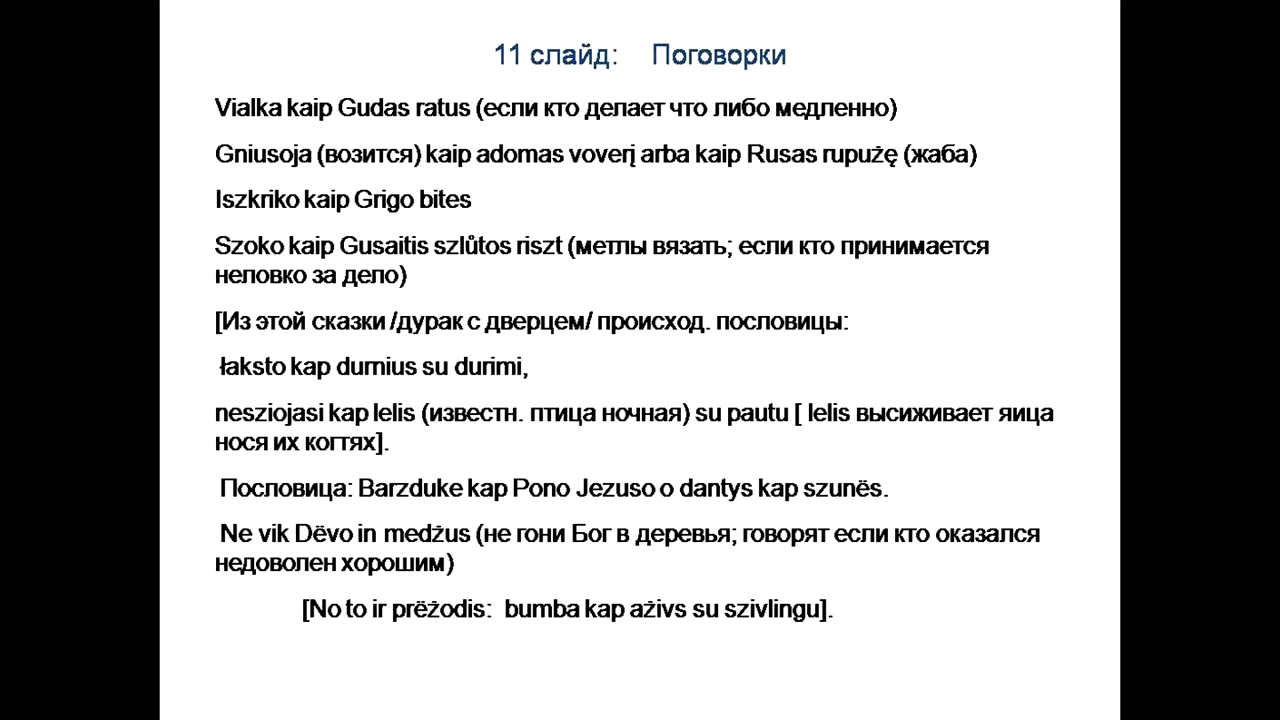 11 слайд: Поговорки
Vialka kaip Gudas ratus (если кто делает что либо медленно)
Gniusoja (возится) kaip adomas voverį arba kaip Rusas rupużę (жаба)
Iszkriko kaip Grigo bites
Szoko kaip Gusaitis szlůtos riszt (метлы вязать; если кто принимается
неловко за дело)
[Из этой сказки /дурак с дверцем/ происход. пословицы:
łaksto kap durnius su durimi,
nesziojasi kap lelis (известн. птица ночная) su pautu [ lelis высиживает яица
нося их когтях].
Пословица: Barzduke kap Pono Jezuso o dantys kap szunës.
Ne vik Dëvo in medżus (не гони Бог в деревья; говорят если кто оказался
недоволен хорошим)
[No to ir prëżodis: bumba kap ażivs su szivlingu].